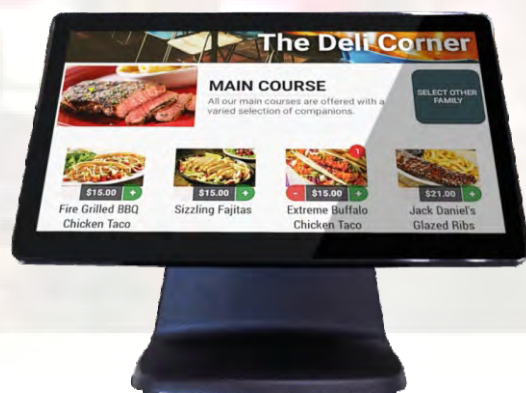 The Deli Corner
MAIN COURSE
All our main courses are offered with a
varied selection of companions.
SELECT OTHER
FAMILY
$15.00 +
Fire Grilled BBQ
Chicken Taco
$15.00 +
Sizzling Fajitas
1
- $15.00 +
Extreme Buffalo
Chicken Taco
$21.00 +
Jack Daniel's
Glazed Ribs